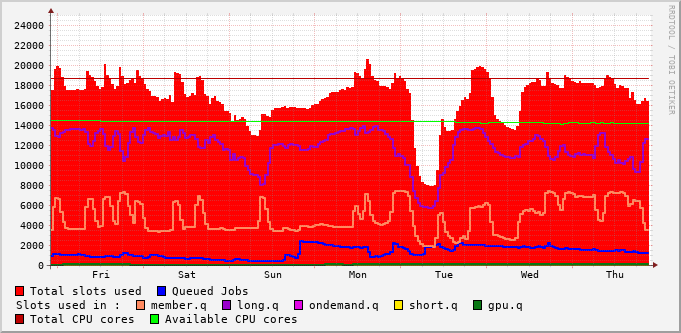 RRDTOOL / TOBI OETIKER
24000
22000
20000
18000
16000
14000
12000
10000
8000
6000
4000
2000
0
Fri Sat Sun Mon Tue Wed Thu
Total slots used Queued Jobs
Slots used in : member.q long.q ondemand.q short.q gpu.q
Total CPU cores Available CPU cores